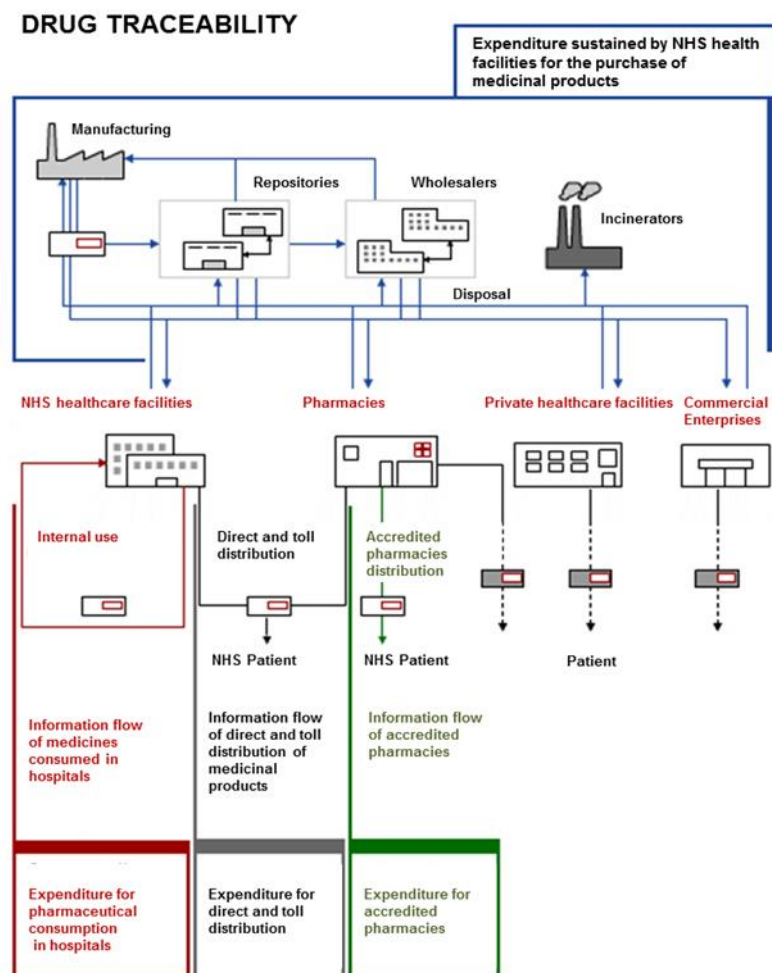 DRUG TRACEABILITY
Expenditure sustained by NHS health
facilities for the purchase of
medicinal products
Manufacturing
Repositories
Wholesalers
Incinerators
Disposal
NHS healthcare facilities
Pharmacies
Private healthcare facilities
Commercial
Enterprises
Internal use
Direct and toll
distribution
Accredited
pharmacies
distribution
NHS Patient
NHS Patient
Patient
Information flow
of medicines
consumed in
hospitals
Information flow
of direct and toll
distribution of
medicinal
products
Information flow
of accredited
pharmacies
Expenditure for
pharmaceutical
consumption
in hospitals
Expenditure for
direct and toll
distribution
Expenditure for
accredited
pharmacies